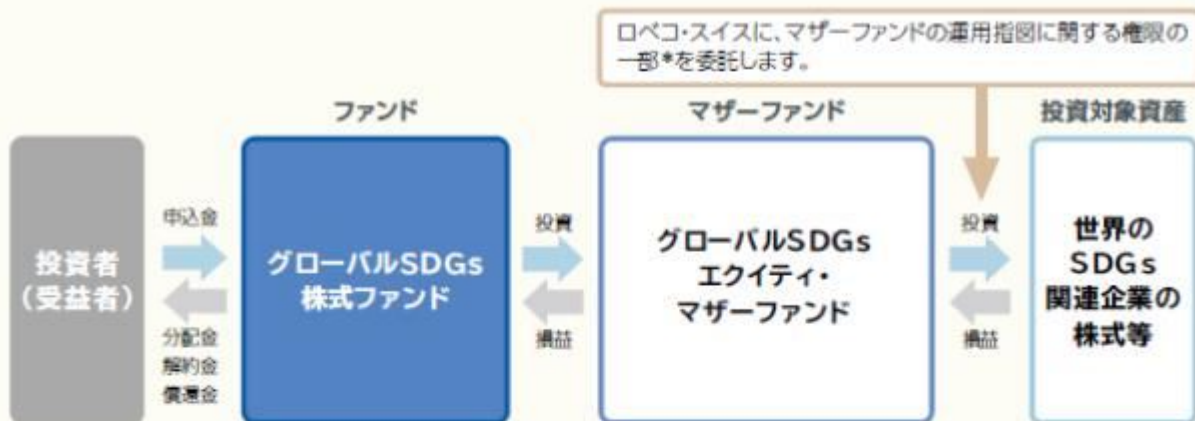 ロベコ・スイスに、マザーファンドの運用指図に関する権限の
一部*を委託します。
ファンド
マザーファンド
投資対象資産
投資者
(受益者)
申込金
分配金
解約金
償還金
グローバルSDGs
株式ファンド
投資
損益
グローバルSDGs
エクイティ・
マザーファンド
投資
損益
世界の
SDGs
関連企業の
株式等